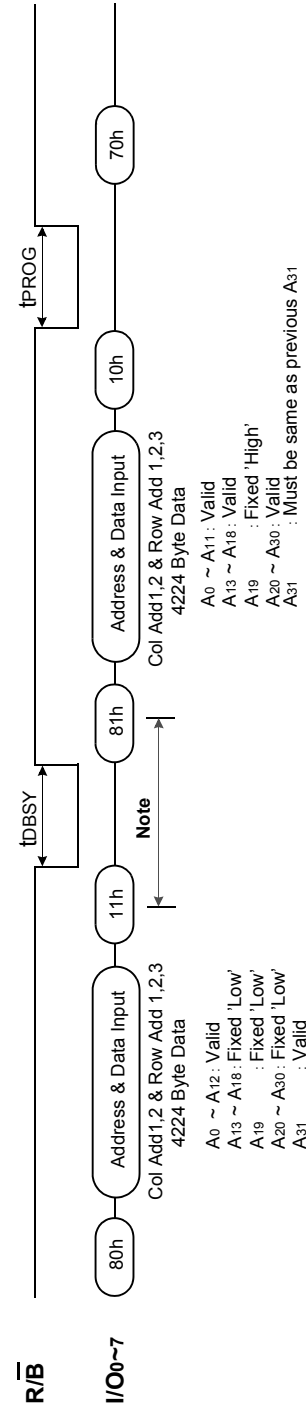 R/B
tDBSY
tPROG
I/O0~7
80h
Address & Data Input
11h
81h
Address & Data Input
10h
70h
Col Add1,2 & Row Add 1,2,3
4224 Byte Data
A0 ~ A12 : Valid
A13 ~ A18 : Fixed 'Low'
A19 : Fixed 'Low'
A20 ~ A30 : Fixed 'Low'
A31 : Valid
Note
Col Add1,2 & Row Add 1,2,3
4224 Byte Data
A0 ~ A11 : Valid
A13 ~ A18 : Valid
A19 : Fixed 'High'
A20 ~ A30 : Valid
A31 : Must be same as previous A31